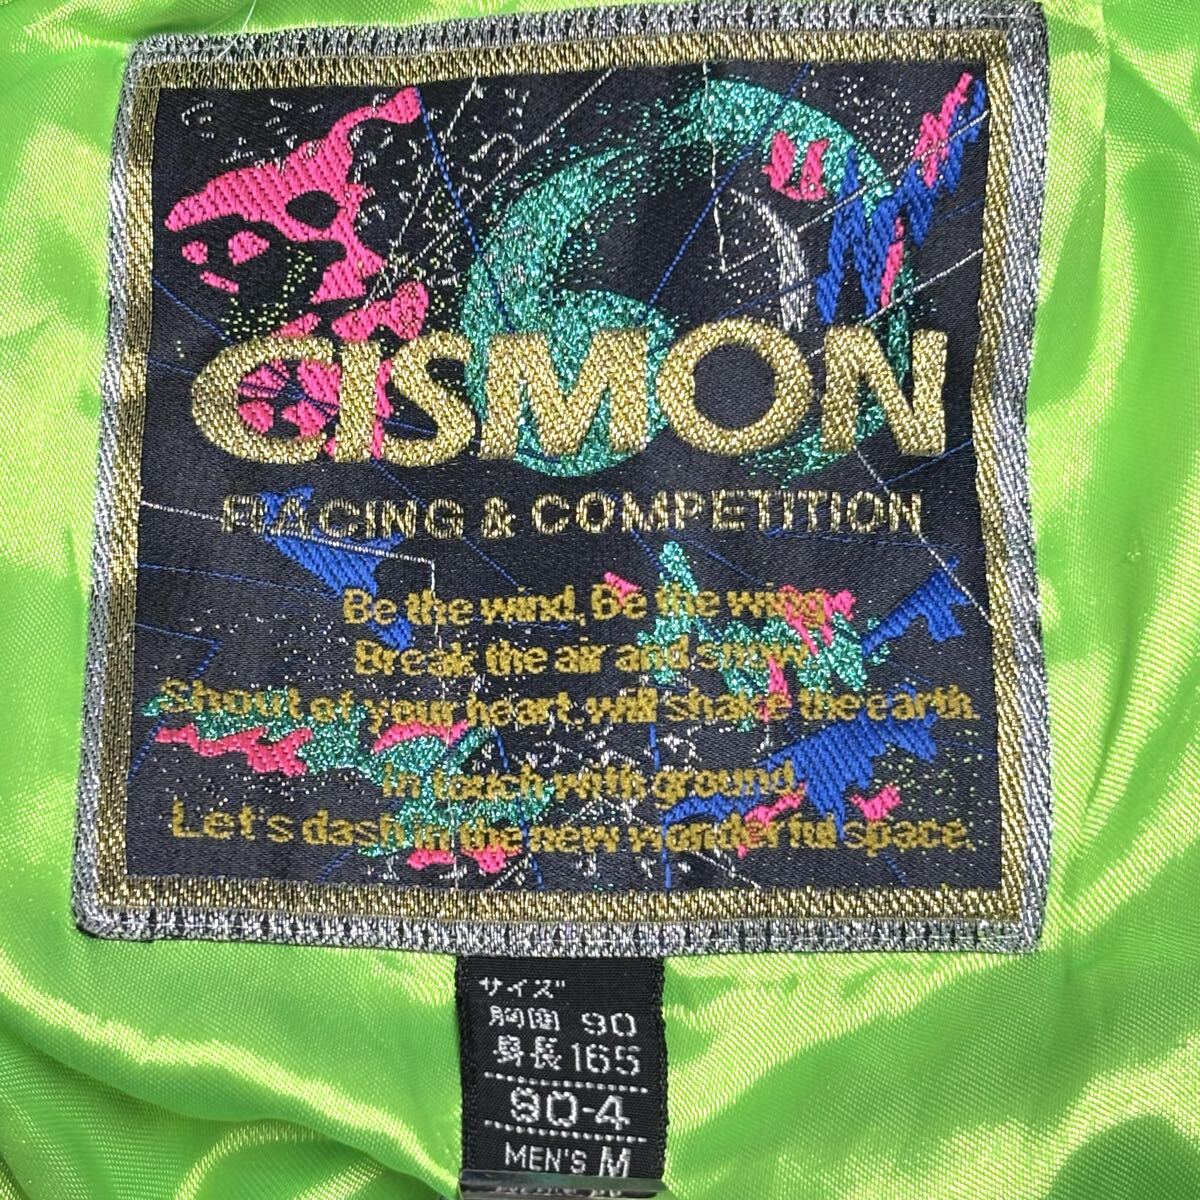 CISMON
RACING & COMPETITION
Be the wind, Be the wing
Break the air and snow
Shout of your heart, will shake the earth.
In touch with ground,
Let's dash in the new wonderful space.
サイズ
胸囲 90
身長 165
90-4
MEN'S M